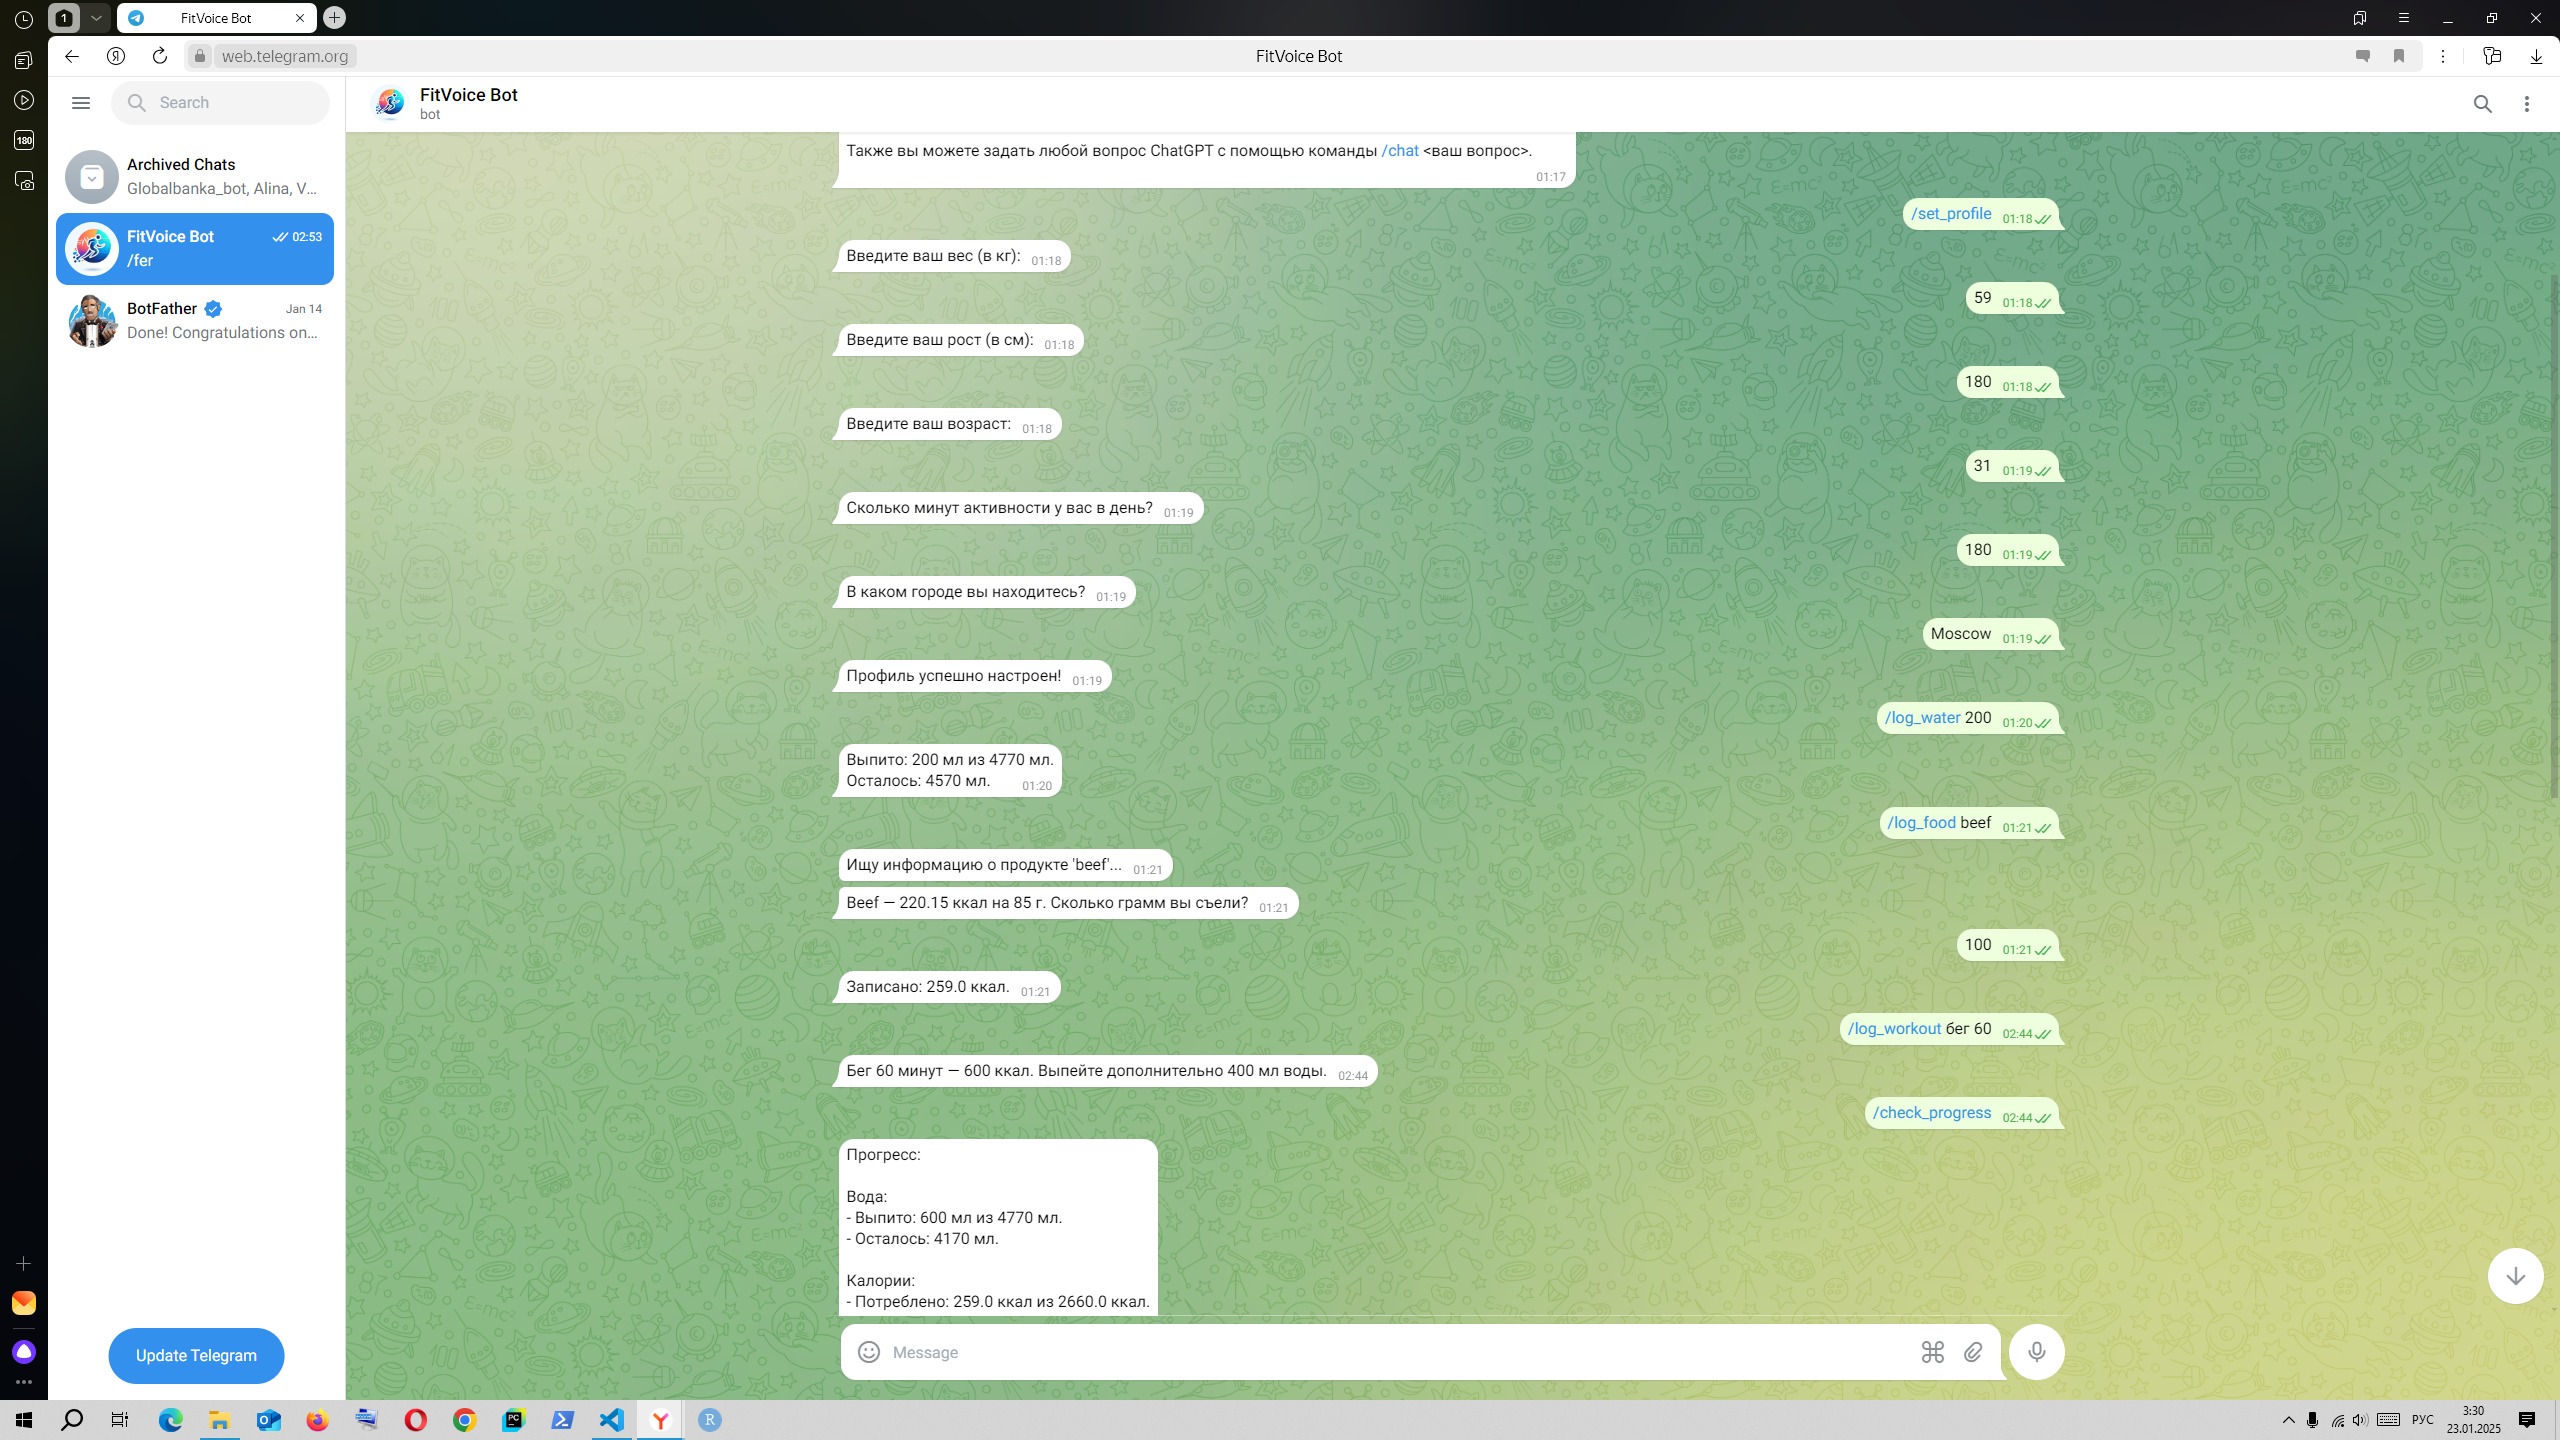 1
FitVoice Bot
web.telegram.org
FitVoice Bot
180
Search
Archived Chats
Globalbanka_bot, Alina, V...
FitVoice Bot
02:53
/fer
BotFather
Jan 14
Done! Congratulations on...
Update Telegram
FitVoice Bot
bot
Также вы можете задать любой вопрос ChatGPT с помощью команды /chat <ваш вопрос>.
01:17
/set_profile 01:18
Введите ваш вес (в кг): 01:18
59 01:18
Введите ваш рост (в см): 01:18
180 01:18
Введите ваш возраст: 01:18
31 01:19
Сколько минут активности у вас в день? 01:19
180 01:19
В каком городе вы находитесь? 01:19
Moscow 01:19
Профиль успешно настроен! 01:19
/log_water 200 01:20
Выпито: 200 мл из 4770 мл.
Осталось: 4570 мл. 01:20
/log_food beef 01:21
Ищу информацию о продукте 'beef'... 01:21
Beef — 220.15 ккал на 85 г. Сколько грамм вы съели? 01:21
100 01:21
Записано: 259.0 ккал. 01:21
/log_workout бег 60 02:44
Бег 60 минут — 600 ккал. Выпейте дополнительно 400 мл воды. 02:44
/check_progress 02:44
Прогресс:
Вода:
- Выпито: 600 мл из 4770 мл.
- Осталось: 4170 мл.
Калории:
- Потреблено: 259.0 ккал из 2660.0 ккал.
Message
РУС
3:30
23.01.2025